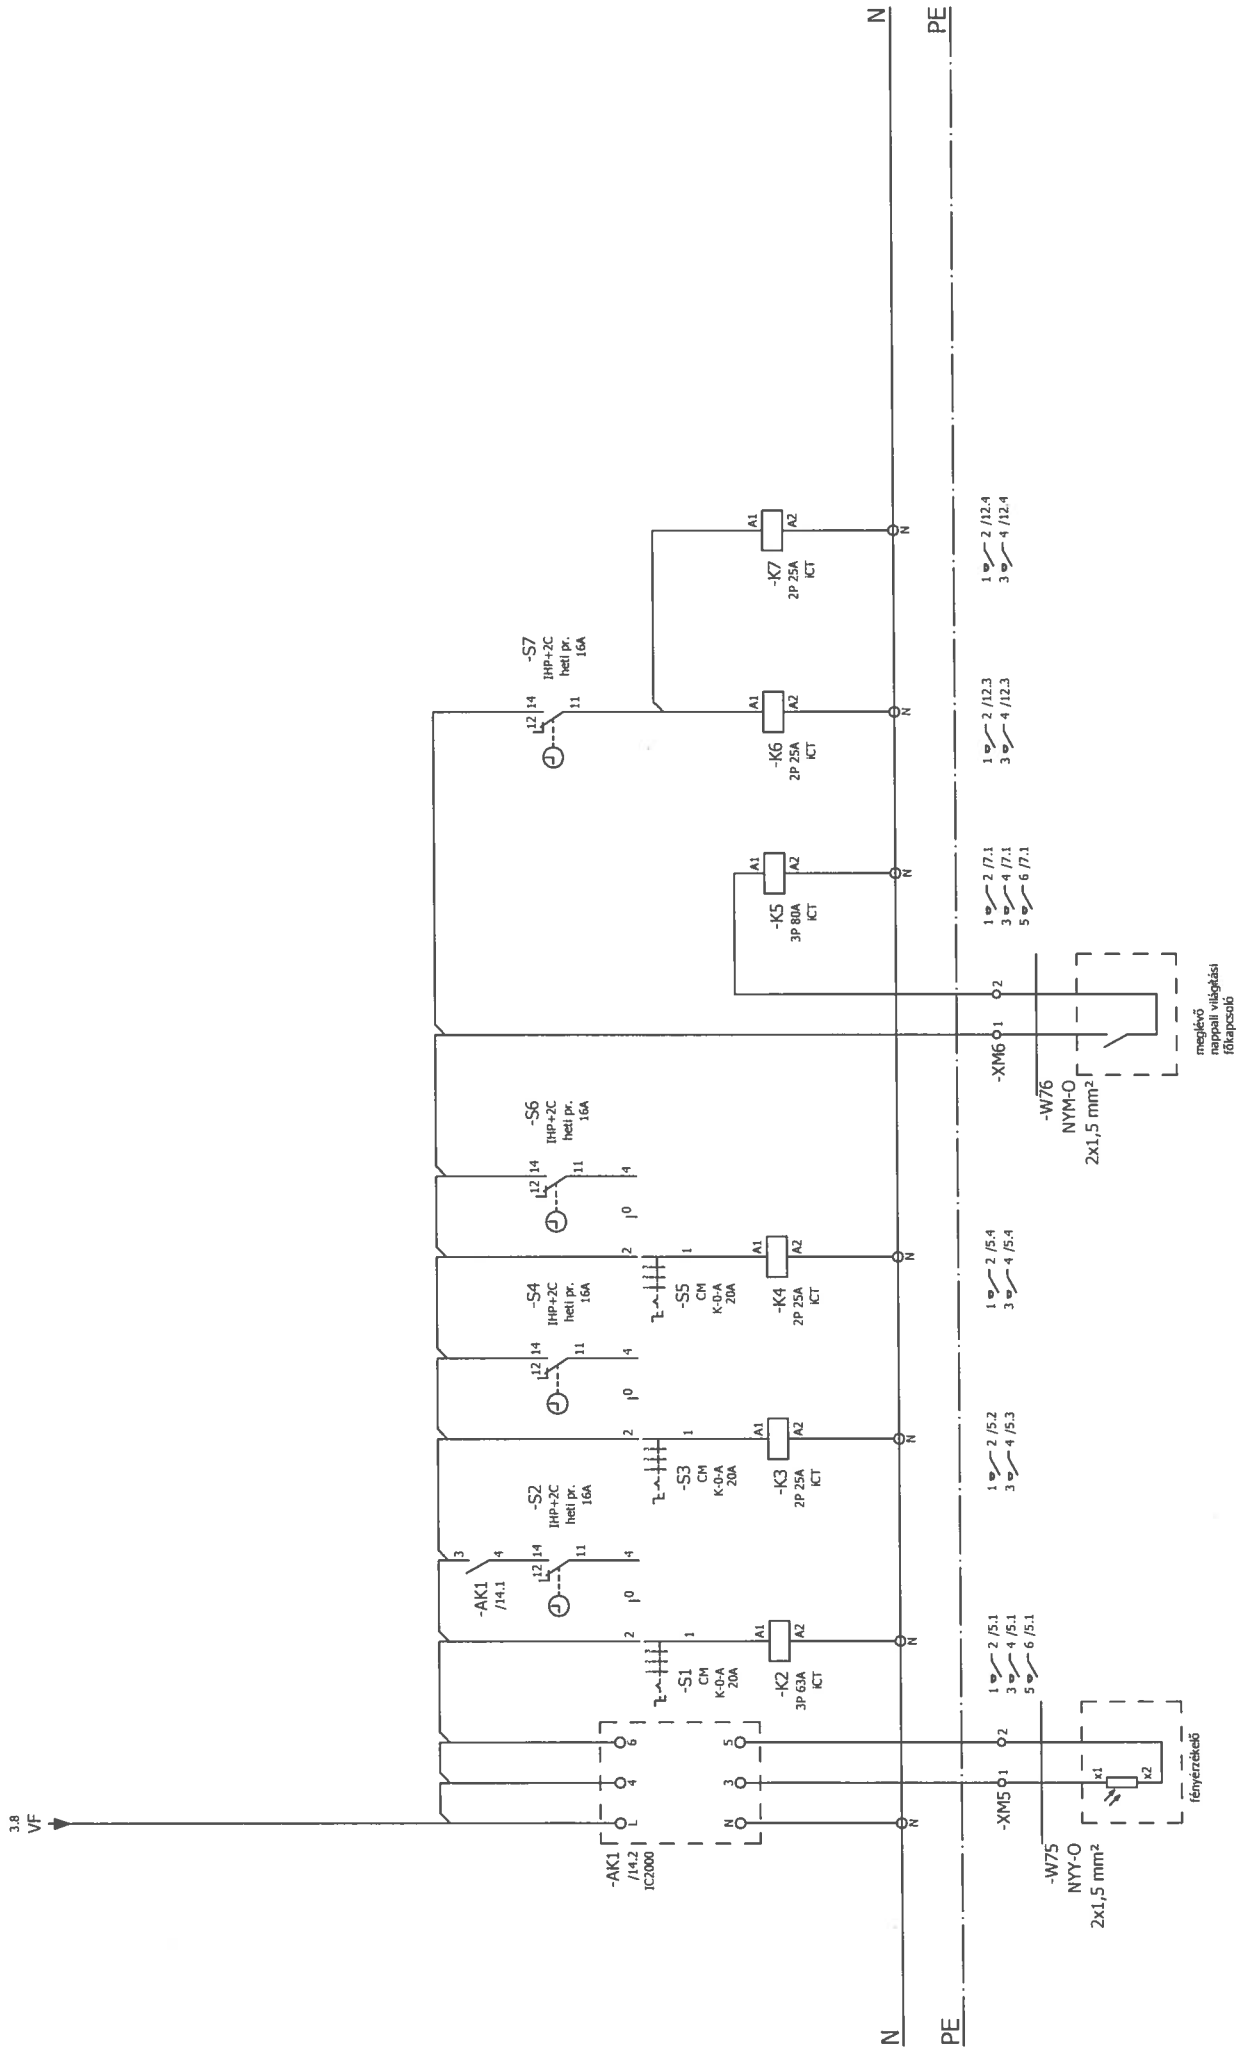 3.8
VF
-AK1
/14.2
IC2000
L
4
6
N
3
5
N
-XM5
1
2
-W75
NYY-O
2x1,5 mm²
x1
x2
fényérzékelő
2
1
-S1
CM
K-0-A
20A
A1
A2
-K2
3P 63A
iCT
N
1 2 /5.1
3 4 /5.1
5 6 /5.1
3
4
-AK1
/14.1
12 14
11
-S2
IHP+2C
heti pr.
16A
0
4
2
1
-S3
CM
K-0-A
20A
A1
A2
-K3
2P 25A
iCT
N
1 2 /5.2
3 4 /5.3
12 14
11
-S4
IHP+2C
heti pr.
16A
0
4
2
1
-S5
CM
K-0-A
20A
A1
A2
-K4
2P 25A
iCT
N
1 2 /5.4
3 4 /5.4
12 14
11
-S6
IHP+2C
heti pr.
16A
0
4
-XM6
1
2
-W76
NYM-O
2x1,5 mm²
meglévő
nappali világítási
főkapcsoló
A1
A2
-K5
3P 80A
iCT
N
1 2 /7.1
3 4 /7.1
5 6 /7.1
12 14
11
-S7
IHP+2C
heti pr.
16A
A1
A2
-K6
2P 25A
iCT
N
1 2 /12.3
3 4 /12.3
A1
A2
-K7
2P 25A
iCT
N
1 2 /12.4
3 4 /12.4
N
PE
N
PE